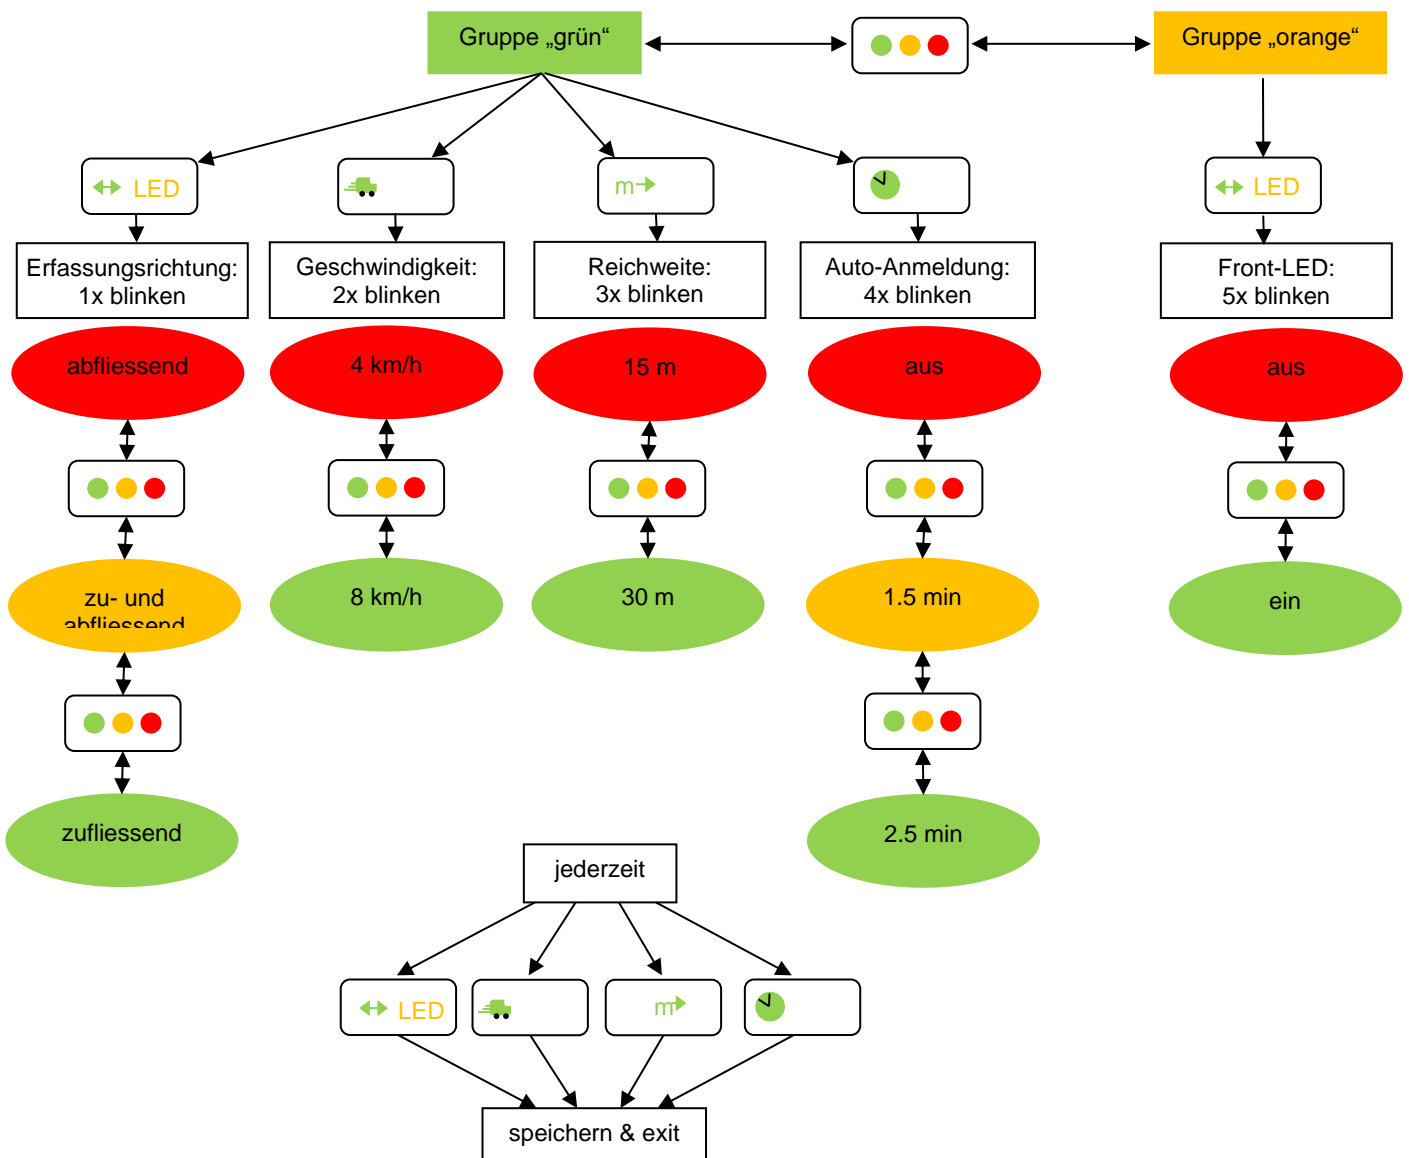 Gruppe „grün“
Gruppe „orange“
LED
m
LED
Erfassungsrichtung:
1x blinken
Geschwindigkeit:
2x blinken
Reichweite:
3x blinken
Auto-Anmeldung:
4x blinken
Front-LED:
5x blinken
abfliessend
4 km/h
15 m
aus
aus
zu- und
abfliessend
8 km/h
30 m
1.5 min
ein
zufliessend
2.5 min
jederzeit
LED
m
speichern & exit